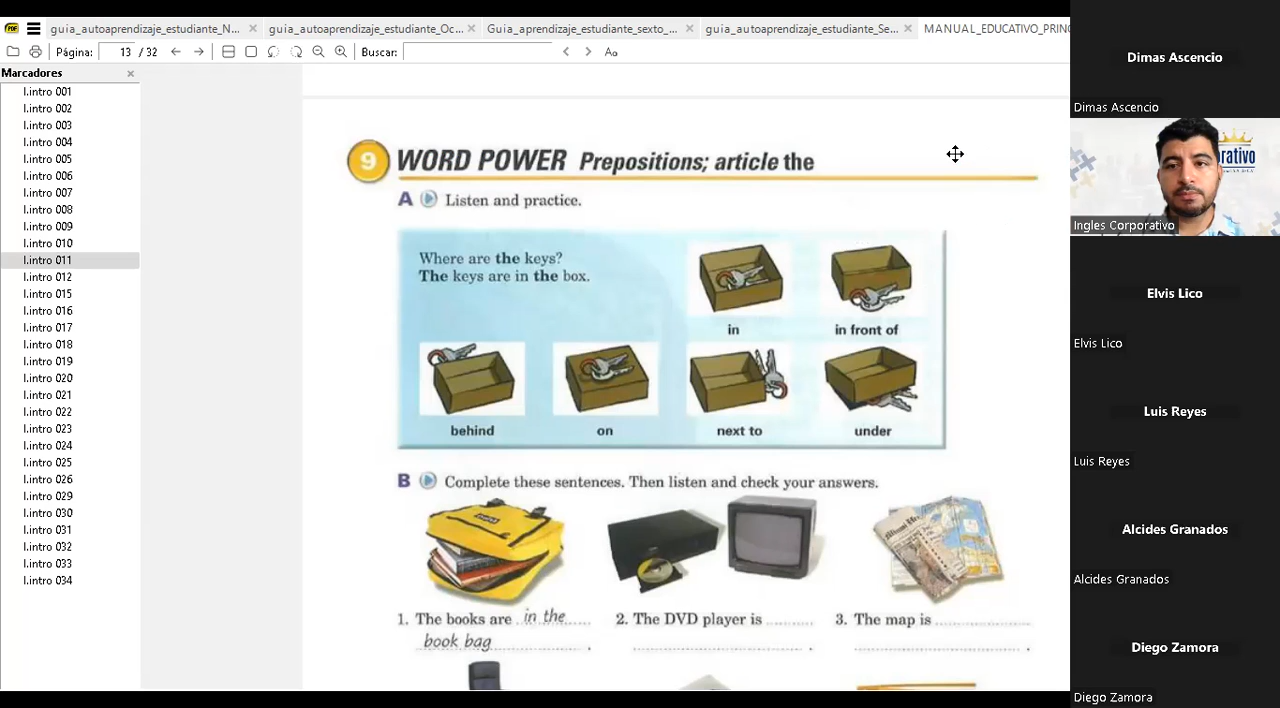 guia_autoaprendizaje_estudiante_N...
guia_autoaprendizaje_estudiante_Oc...
Guia_aprendizaje_estudiante_sexto_...
guia_autoaprendizaje_estudiante_Se...
MANUAL_EDUCATIVO_PRINC
Página: 13 / 32
Buscar:
Aa
Marcadores
I.intro 001
I.intro 002
I.intro 003
I.intro 004
I.intro 005
I.intro 006
I.intro 007
I.intro 008
I.intro 009
I.intro 010
I.intro 011
I.intro 012
I.intro 015
I.intro 016
I.intro 017
I.intro 018
I.intro 019
I.intro 020
I.intro 021
I.intro 022
I.intro 023
I.intro 024
I.intro 025
I.intro 026
I.intro 029
I.intro 030
I.intro 031
I.intro 032
I.intro 033
I.intro 034
9 WORD POWER Prepositions; article the
A Listen and practice.
Where are the keys?
The keys are in the box.
in
in front of
behind
on
next to
under
B Complete these sentences. Then listen and check your answers.
1. The books are in the
book bag .
2. The DVD player is ............
.
3. The map is ............
.
Dimas Ascencio
Dimas Ascencio
orativo
Ingles Corporativo
Elvis Lico
Elvis Lico
Luis Reyes
Luis Reyes
Alcides Granados
Alcides Granados
Diego Zamora
Diego Zamora